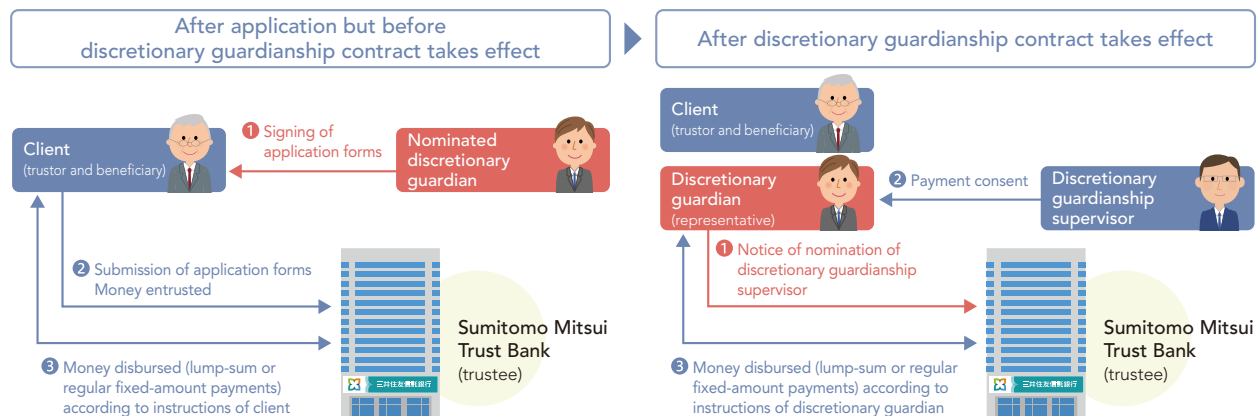 After application but before
discretionary guardianship contract takes effect
Client
(trustor and beneficiary)
1 Signing of
application forms
Nominated
discretionary
guardian
2 Submission of application forms
Money entrusted
Sumitomo Mitsui
Trust Bank
(trustee)
三井住友信託銀行
3 Money disbursed (lump-sum or
regular fixed-amount payments)
according to instructions of client
After discretionary guardianship contract takes effect
Client
(trustor and beneficiary)
Discretionary
guardian
(representative)
2 Payment consent
Discretionary
guardianship
supervisor
1 Notice of nomination of
discretionary guardianship
supervisor
Sumitomo Mitsui
Trust Bank
(trustee)
三井住友信託銀行
3 Money disbursed (lump-sum or regular
fixed-amount payments) according to
instructions of discretionary guardian